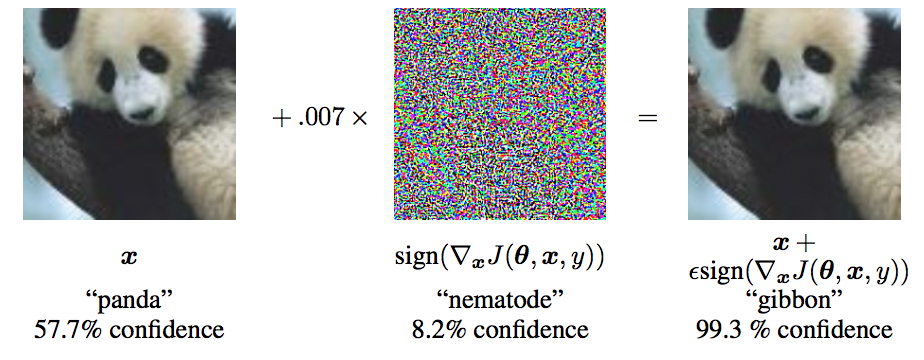 + .007 ×
=
x
sign(∇ₓJ(θ, x, y))
x +
ϵsign(∇ₓJ(θ, x, y))
“panda”
“nematode”
“gibbon”
57.7% confidence
8.2% confidence
99.3 % confidence